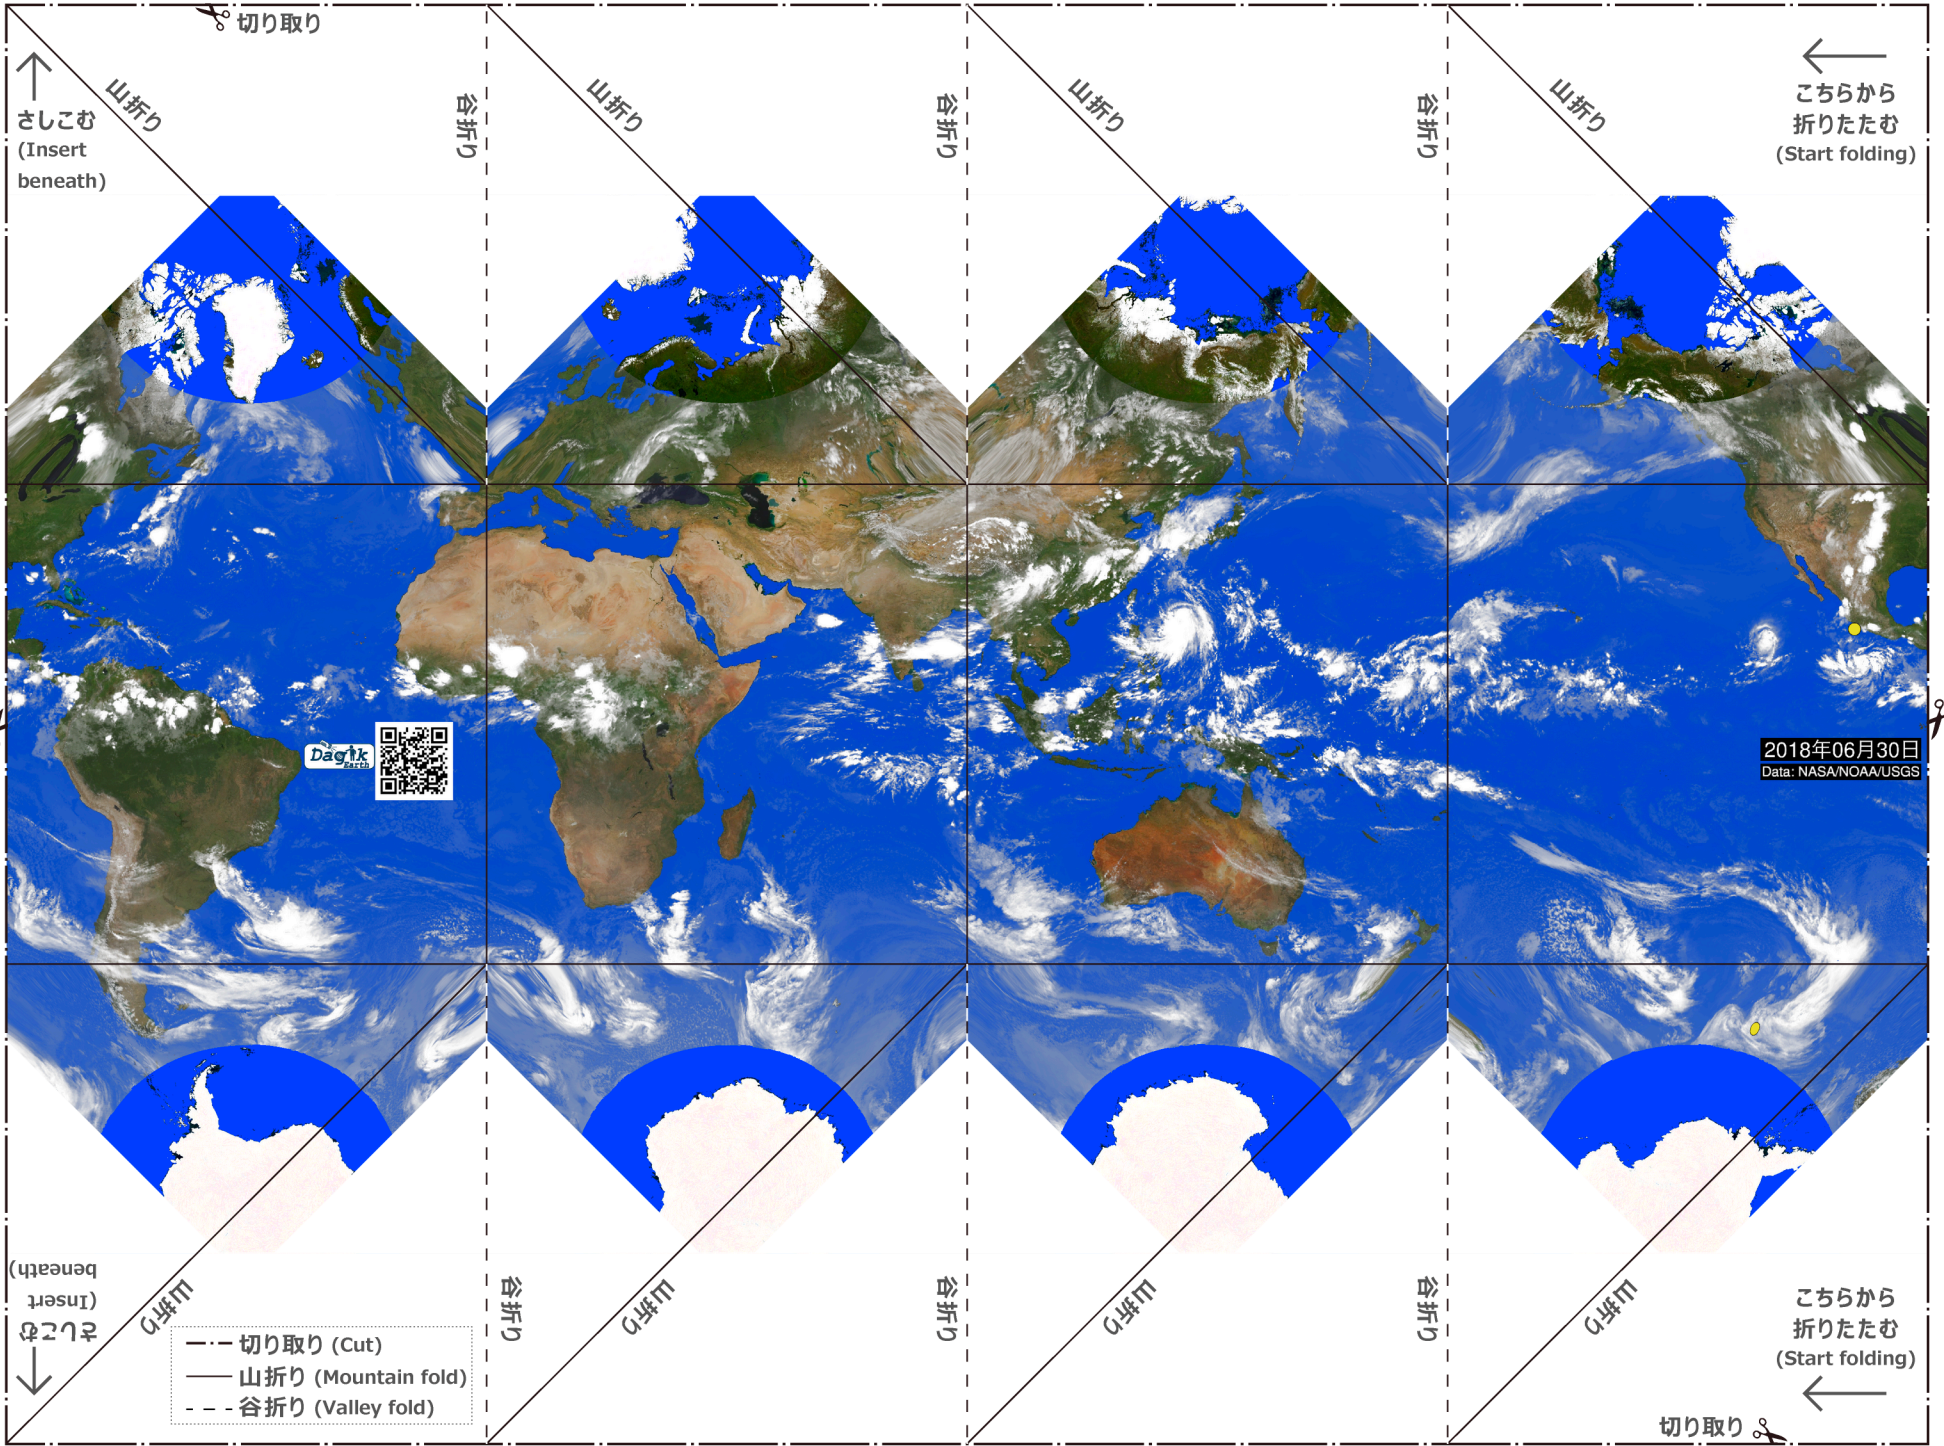 切り取り
山折り
谷折り
山折り
谷折り
山折り
谷折り
山折り
さしこむ
(Insert
beneath)
こちらから
折りたたむ
(Start folding)
Dagik
Earth
2018年06月30日
Data: NASA/NOAA/USGS
さしこむ
(Insert
beneath)
山折り
谷折り
山折り
谷折り
山折り
谷折り
山折り
こちらから
折りたたむ
(Start folding)
切り取り (Cut)
山折り (Mountain fold)
谷折り (Valley fold)
切り取り